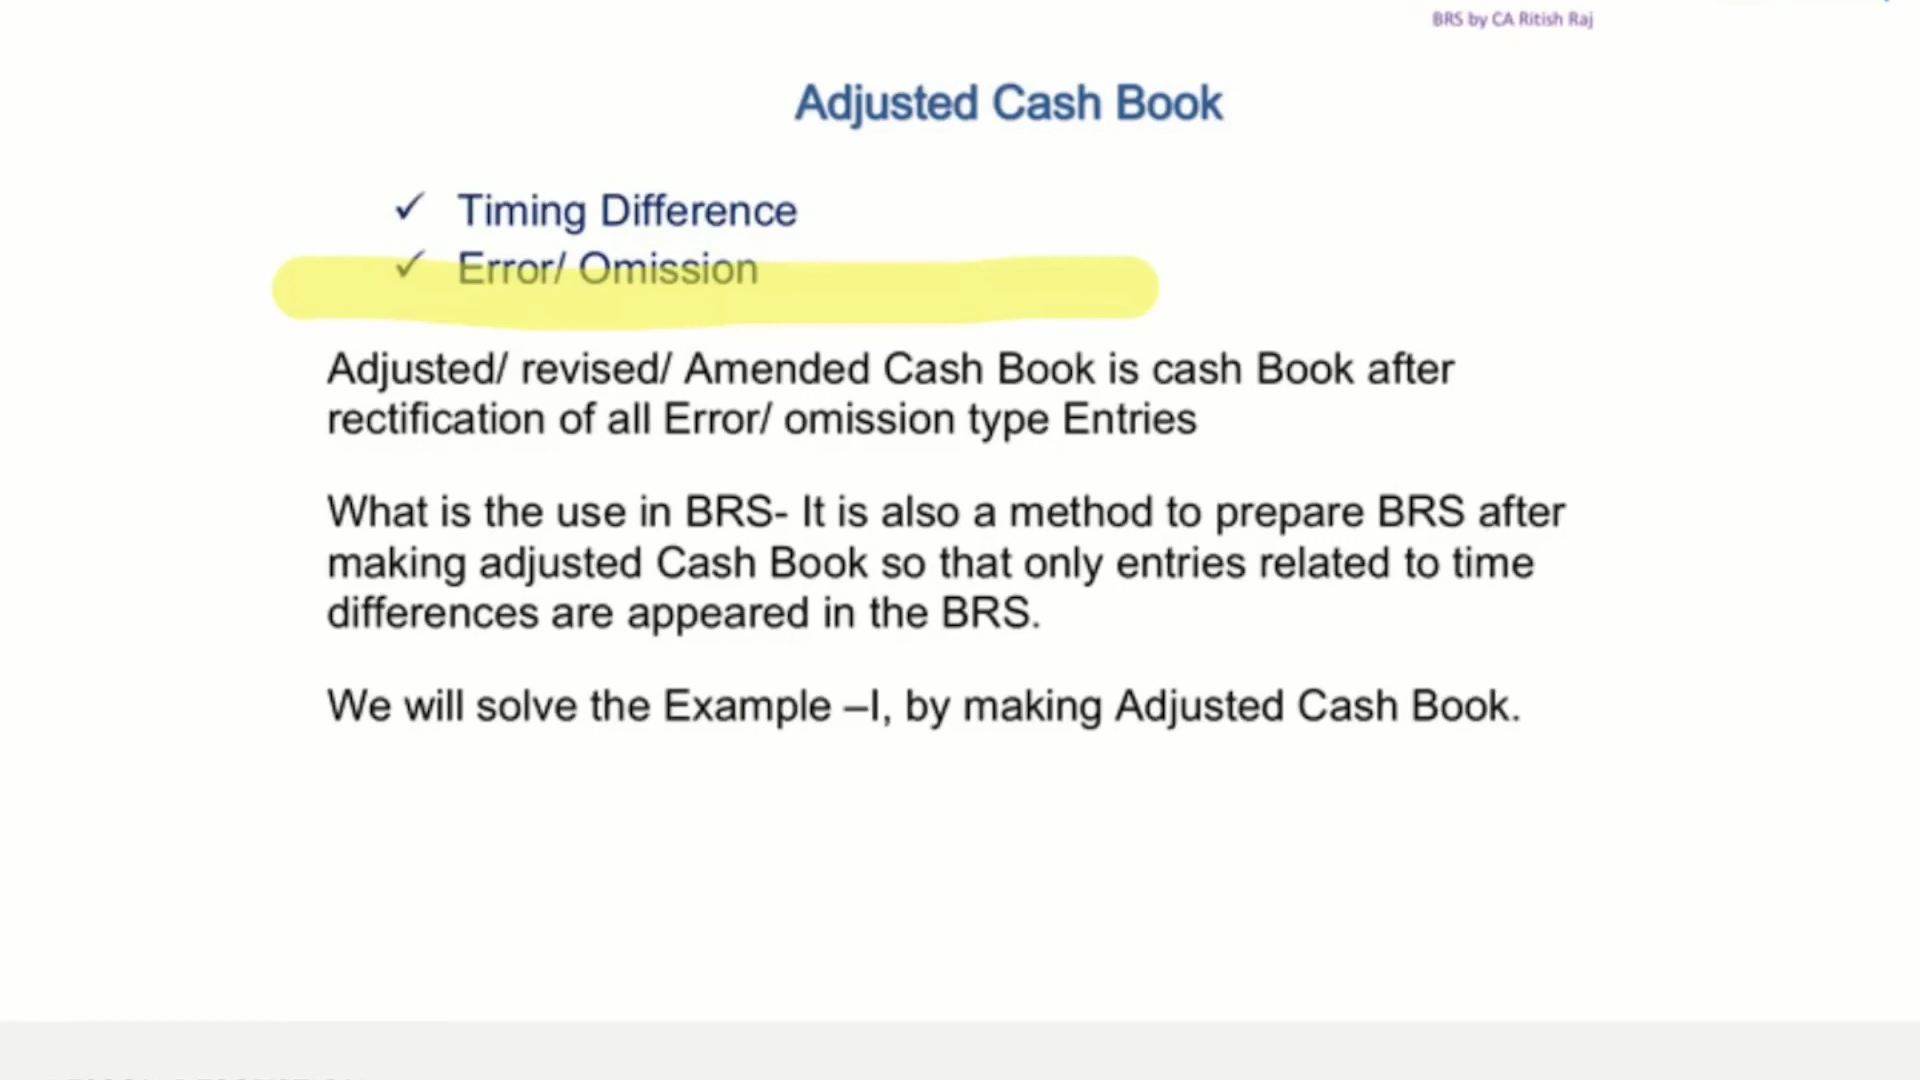 BRS by CA Ritish Raj
Adjusted Cash Book
✓ Timing Difference
✓ Error/ Omission
Adjusted/ revised/ Amended Cash Book is cash Book after
rectification of all Error/ omission type Entries
What is the use in BRS- It is also a method to prepare BRS after
making adjusted Cash Book so that only entries related to time
differences are appeared in the BRS.
We will solve the Example –I, by making Adjusted Cash Book.